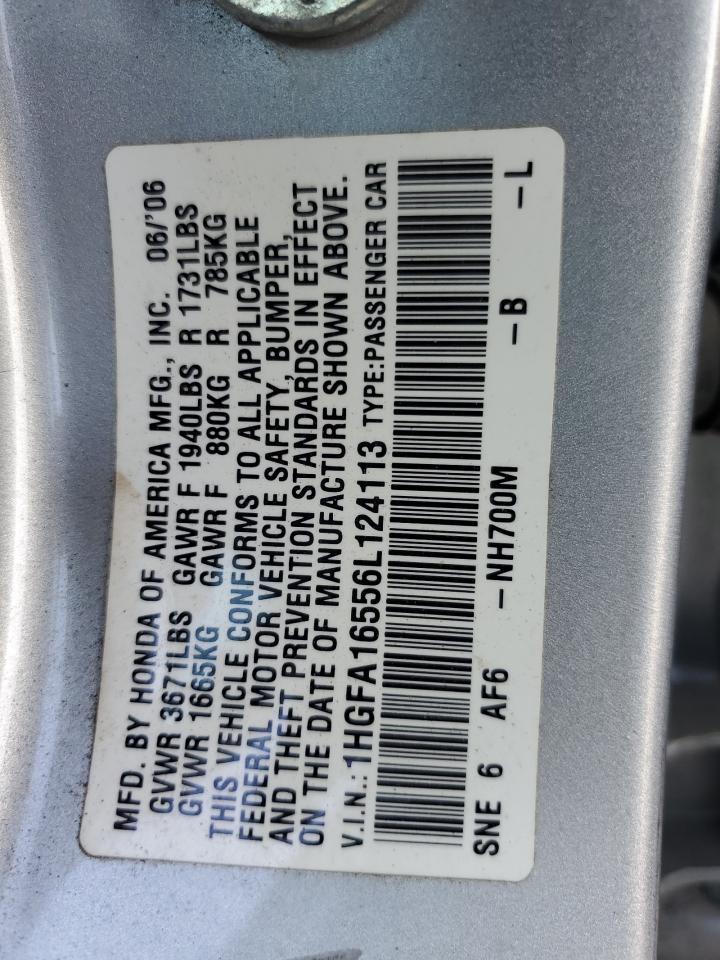 MFD. BY HONDA OF AMERICA MFG., INC. 06/'06
GVWR 3671LBS GAWR F 1940LBS R 1731LBS
GVWR 1665KG GAWR F 880KG R 785KG
THIS VEHICLE CONFORMS TO ALL APPLICABLE
FEDERAL MOTOR VEHICLE SAFETY, BUMPER,
AND THEFT PREVENTION STANDARDS IN EFFECT
ON THE DATE OF MANUFACTURE SHOWN ABOVE.
V.I.N.: 1HGFA16556L124113 TYPE:PASSENGER CAR
SNE 6 AF6 -NH700M -B -L